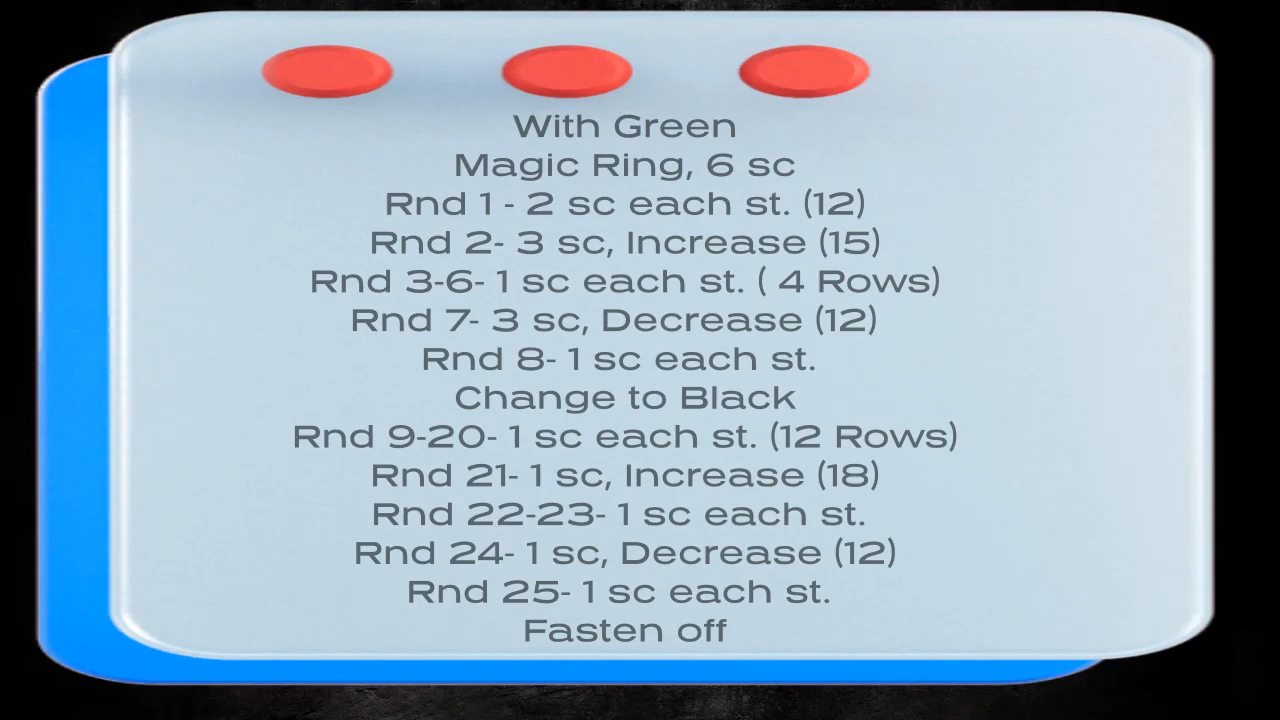 With Green
Magic Ring, 6 sc
Rnd 1 - 2 sc each st. (12)
Rnd 2- 3 sc, Increase (15)
Rnd 3-6- 1 sc each st. ( 4 Rows)
Rnd 7- 3 sc, Decrease (12)
Rnd 8- 1 sc each st.
Change to Black
Rnd 9-20- 1 sc each st. (12 Rows)
Rnd 21- 1 sc, Increase (18)
Rnd 22-23- 1 sc each st.
Rnd 24- 1 sc, Decrease (12)
Rnd 25- 1 sc each st.
Fasten off